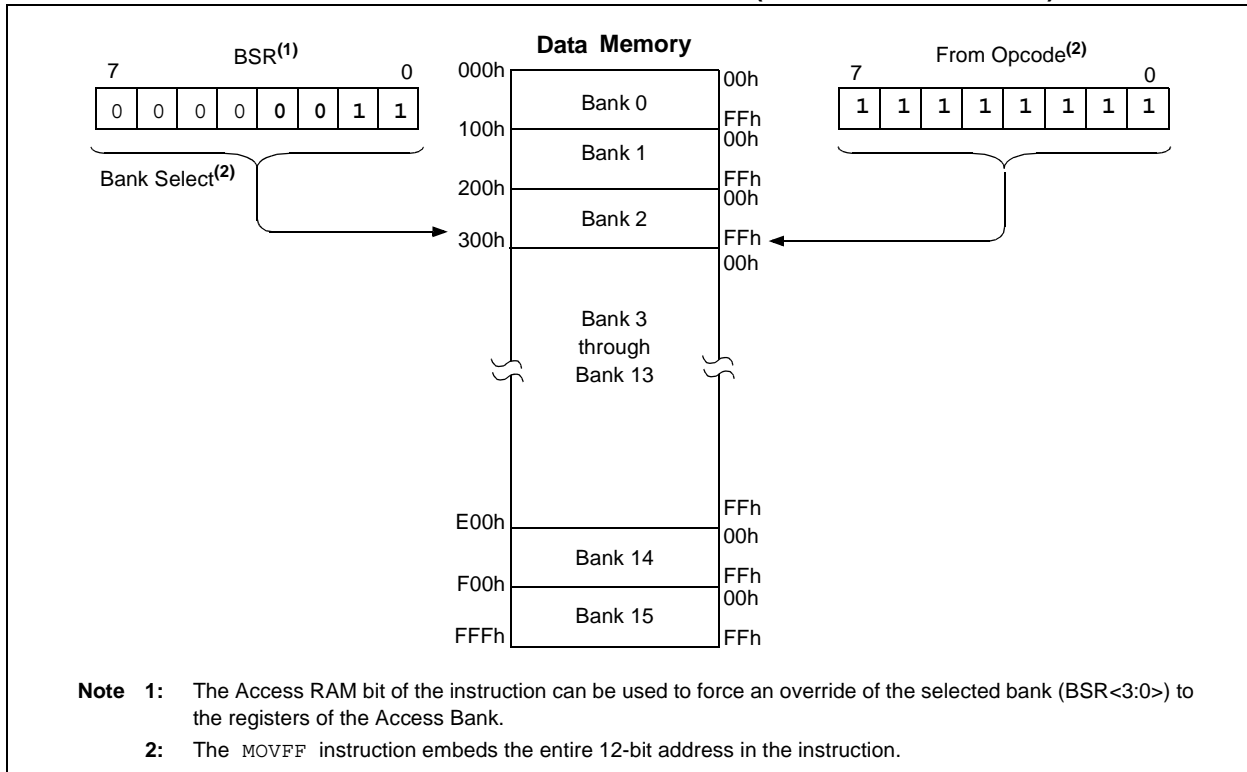 Data Memory
BSR(1)
7 0
0 0 0 0 0 0 1 1
Bank Select(2)
From Opcode(2)
7 0
1 1 1 1 1 1 1 1
000h 00h
Bank 0
FFh
100h 00h
Bank 1
FFh
200h 00h
Bank 2
300h FFh
00h
Bank 3
through
Bank 13
FFh
E00h 00h
Bank 14
FFh
F00h 00h
Bank 15
FFFh FFh
Note 1: The Access RAM bit of the instruction can be used to force an override of the selected bank (BSR<3:0>) to
the registers of the Access Bank.
2: The MOVFF instruction embeds the entire 12-bit address in the instruction.